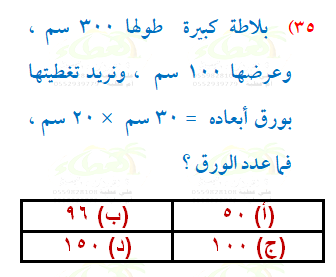 ٣٥) بلاطة كبيرة طولها ٣٠٠ سم ،
وعرضها ١٠٠ سم ، ونريد تغطيتها
بورق أبعاده = ٣٠ سم × ٢٠ سم ،
فما عدد الورق ؟
(أ) ٥٠ (ب) ٩٦
(ج) ١٠٠ (د) ١٥٠